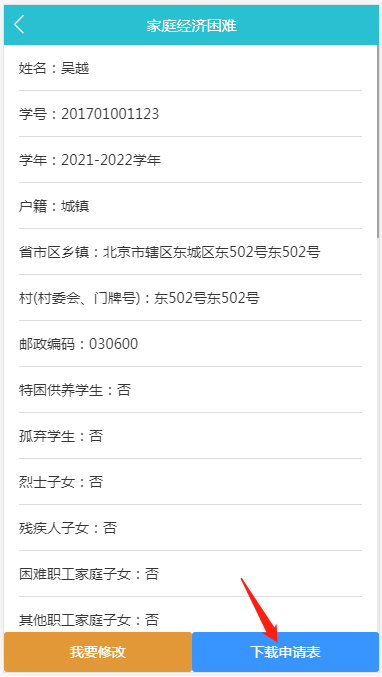 家庭经济困难
姓名：吴越
学号：201701001123
学年：2021-2022学年
户籍：城镇
省市区乡镇：北京市辖区东城区东502号东502号
村(村委会、门牌号)：东502号东502号
邮政编码：030600
特困供养学生：否
孤弃学生：否
烈士子女：否
残疾人子女：否
困难职工家庭子女：否
其他职工家庭子女：否
我要修改
下载申请表